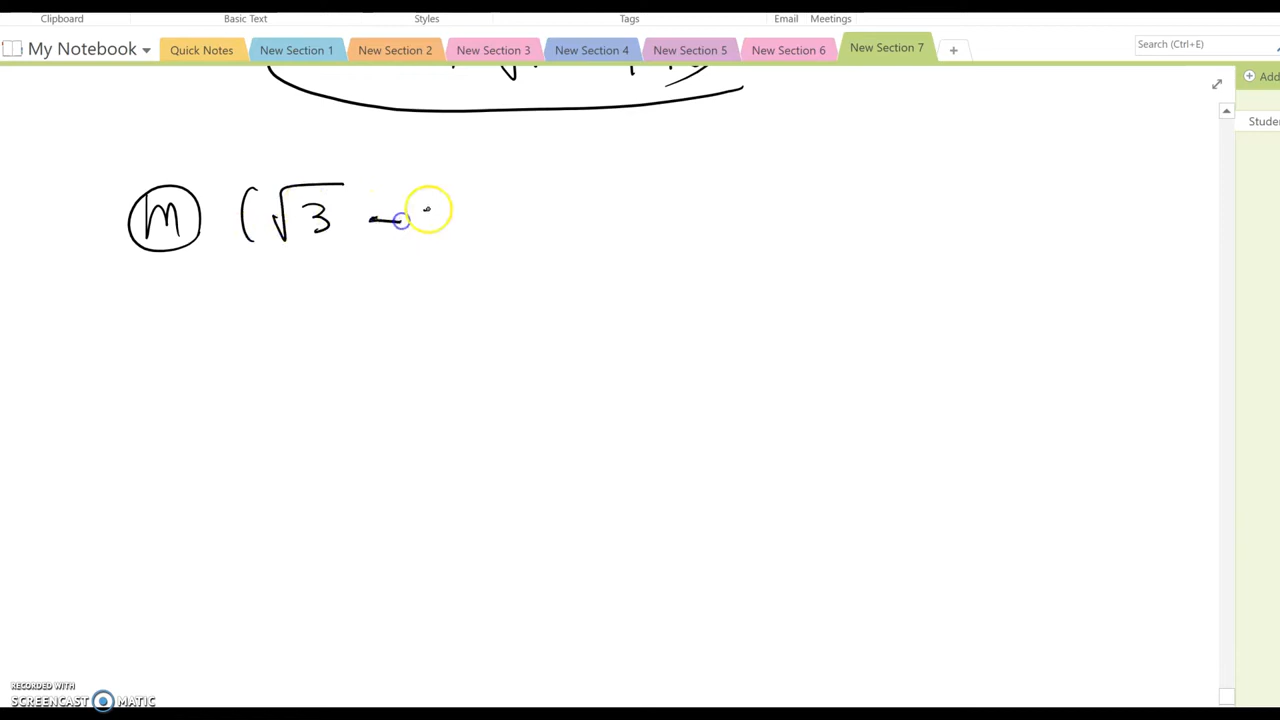 Clipboard Basic Text Styles Tags Email Meetings
My Notebook Quick Notes New Section 1 New Section 2 New Section 3 New Section 4 New Section 5 New Section 6 New Section 7 + Search (Ctrl+E)
Add
Studen
m (√3 -
RECORDED WITH
SCREENCAST MATIC